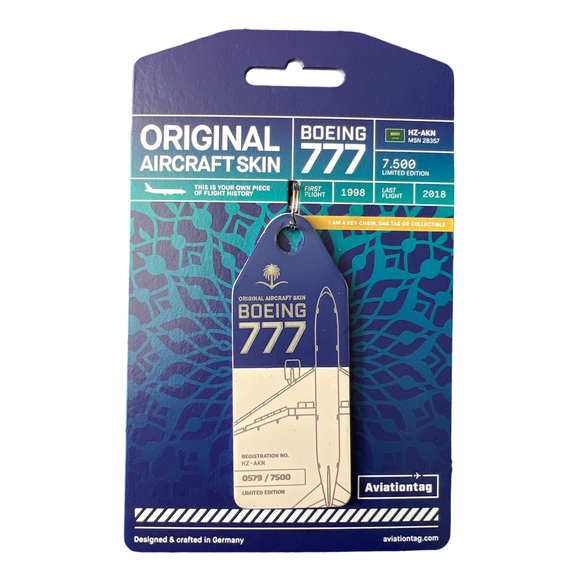 ORIGINAL
AIRCRAFT SKIN
BOEING
777
HZ-AKN
MSN 28357
7.500
LIMITED EDITION
THIS IS YOUR OWN PIECE
OF FLIGHT HISTORY
FIRST
FLIGHT
1998
LAST
FLIGHT
2018
I AM A KEY CHAIN, BAG TAG OR COLLECTIBLE
ORIGINAL AIRCRAFT SKIN
BOEING
777
REGISTRATION NO.
HZ-AKN
0579 / 7500
LIMITED EDITION
Aviationtag
Designed & crafted in Germany
aviationtag.com